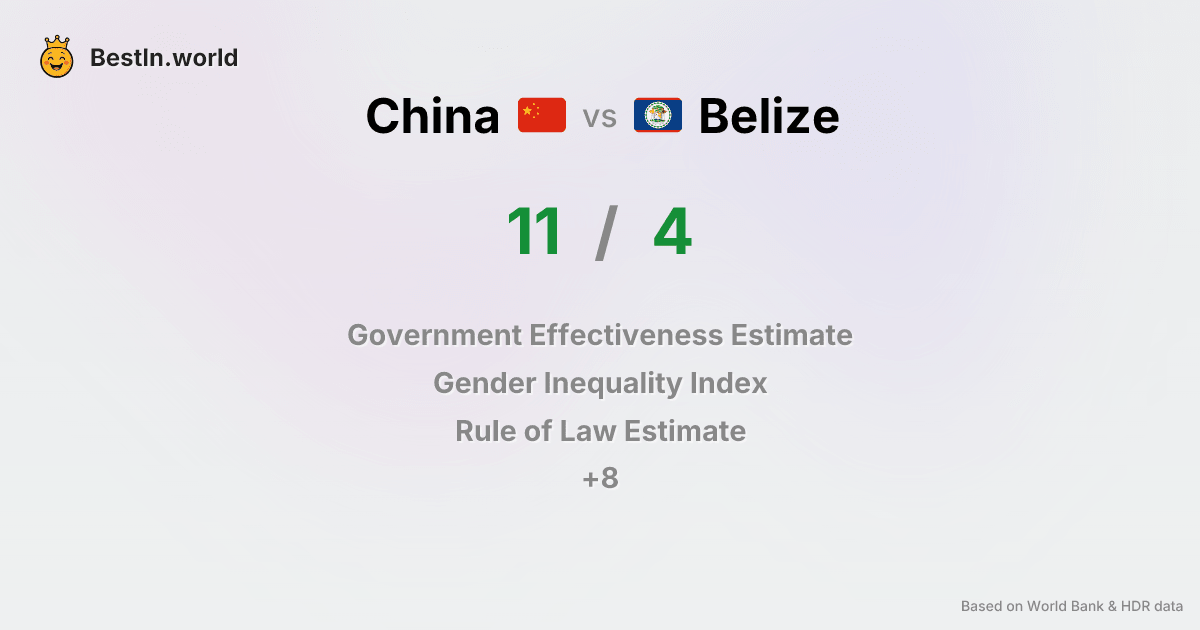 BestIn.world
China vs Belize
11 / 4
Government Effectiveness Estimate
Gender Inequality Index
Rule of Law Estimate
+8
Based on World Bank & HDR data